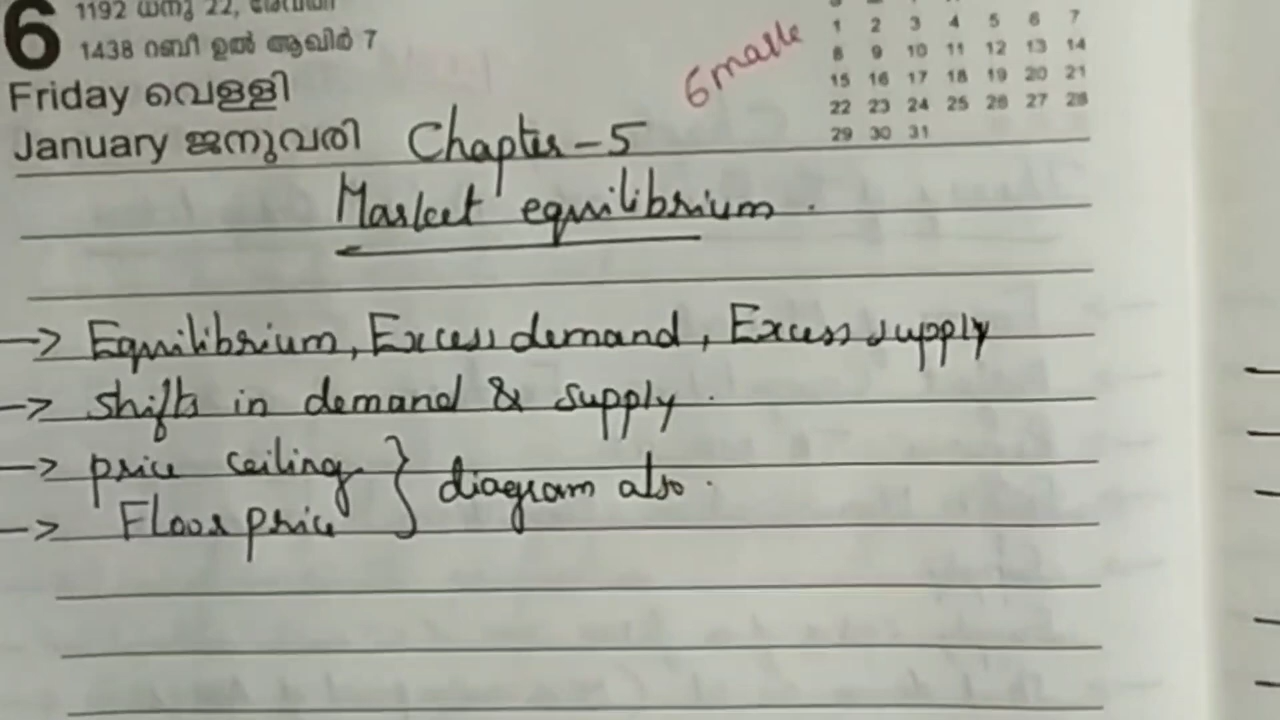 6
1192 ധനു 22, രേവതി
1438 റബീ ഉൽ ആഖിർ 7
Friday വെള്ളി
January ജനുവരി
6 marks
1 2 3 4 5 6 7
8 9 10 11 12 13 14
15 16 17 18 19 20 21
22 23 24 25 26 27 28
29 30 31
Chapter - 5
Market equilibrium.
-> Equilibrium, Excess demand, Excess supply
-> shifts in demand & supply.
-> price ceiling } diagram also.
-> Floor price